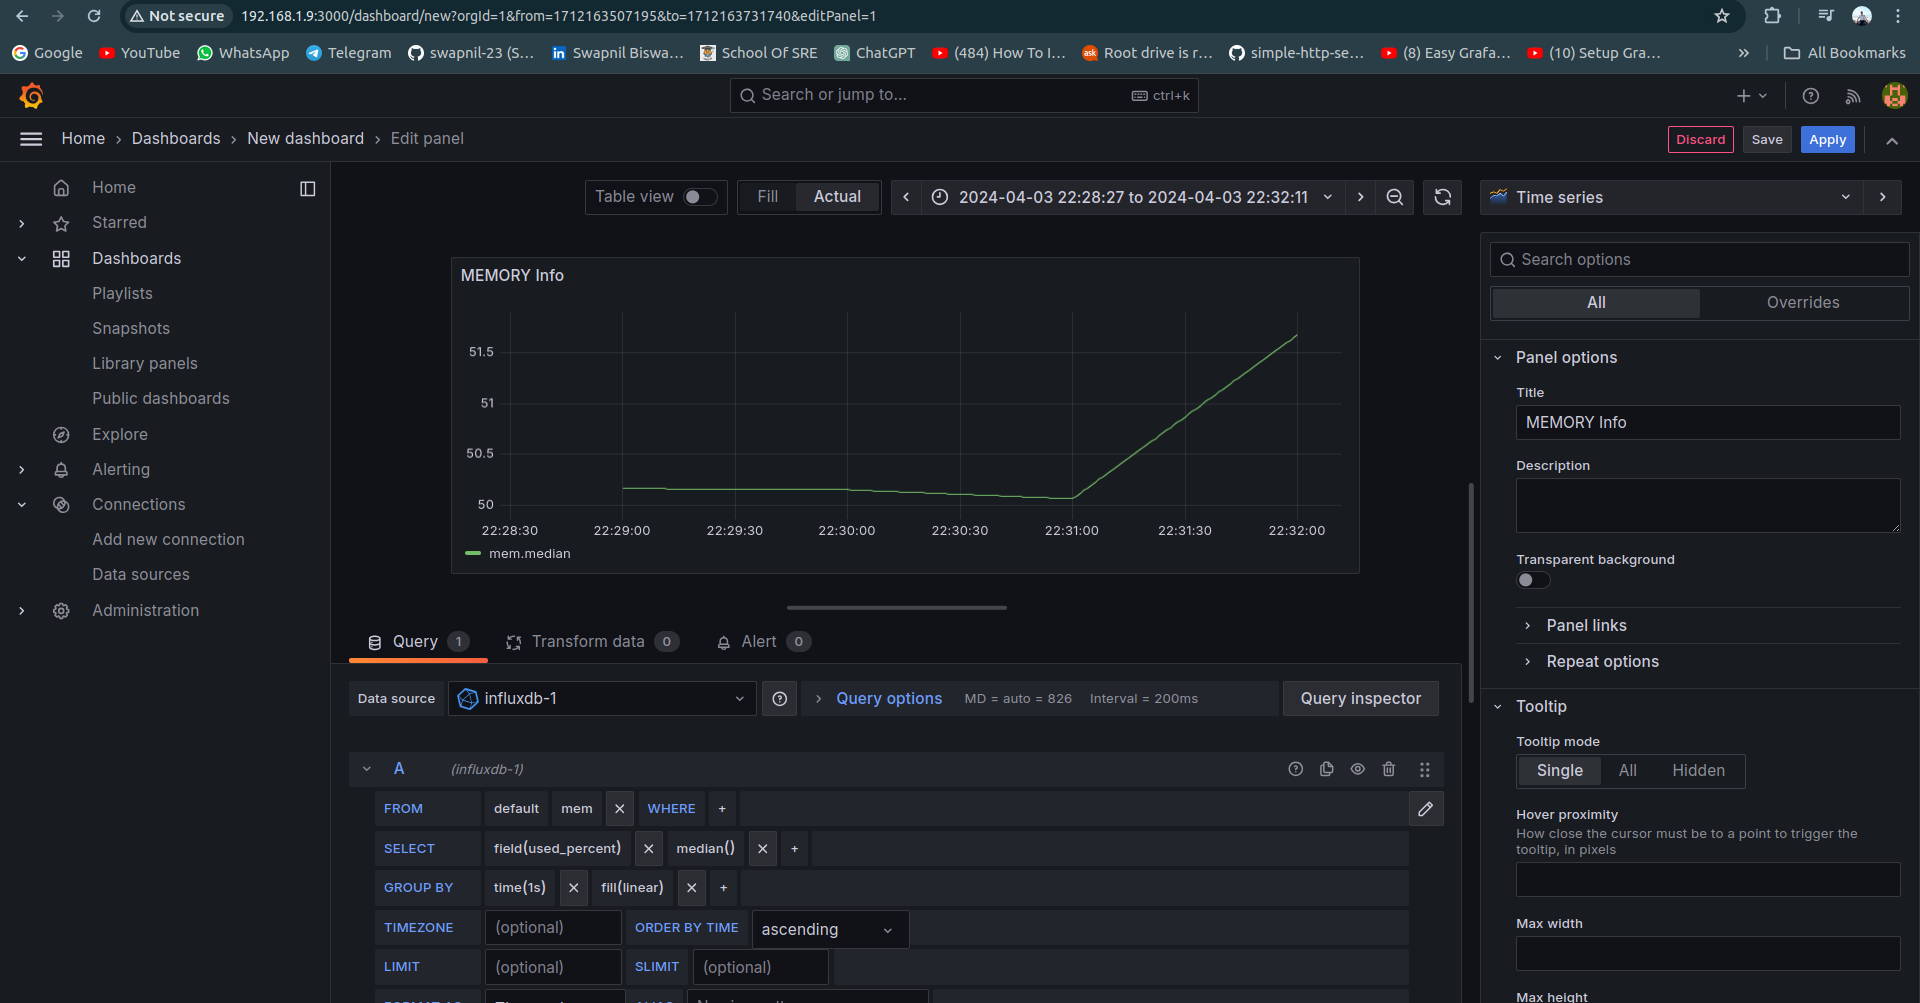 Not secure 192.168.1.9:3000/dashboard/new?orgId=1&from=1712163507195&to=1712163731740&editPanel=1
Google YouTube WhatsApp Telegram swapnil-23 (S... Swapnil Biswa... School Of SRE ChatGPT (484) How To I... Root drive is r... simple-http-se... (8) Easy Grafa... (10) Setup Gra... » All Bookmarks
Search or jump to... ctrl+k
Home › Dashboards › New dashboard › Edit panel Discard Save Apply
Home
Starred
Dashboards
Playlists
Snapshots
Library panels
Public dashboards
Explore
Alerting
Connections
Add new connection
Data sources
Administration
Table view Fill Actual 2024-04-03 22:28:27 to 2024-04-03 22:32:11
MEMORY Info
51.5
51
50.5
50
22:28:30 22:29:00 22:29:30 22:30:00 22:30:30 22:31:00 22:31:30 22:32:00
mem.median
Query 1 Transform data 0 Alert 0
Data source influxdb-1 Query options MD = auto = 826 Interval = 200ms Query inspector
A (influxdb-1)
FROM default mem WHERE +
SELECT field(used_percent) median() +
GROUP BY time(1s) fill(linear) +
TIMEZONE (optional) ORDER BY TIME ascending
LIMIT (optional) SLIMIT (optional)
Time series
Search options
All Overrides
Panel options
Title
MEMORY Info
Description
Transparent background
Panel links
Repeat options
Tooltip
Tooltip mode
Single All Hidden
Hover proximity
How close the cursor must be to a point to trigger the
tooltip, in pixels
Max width
Max height